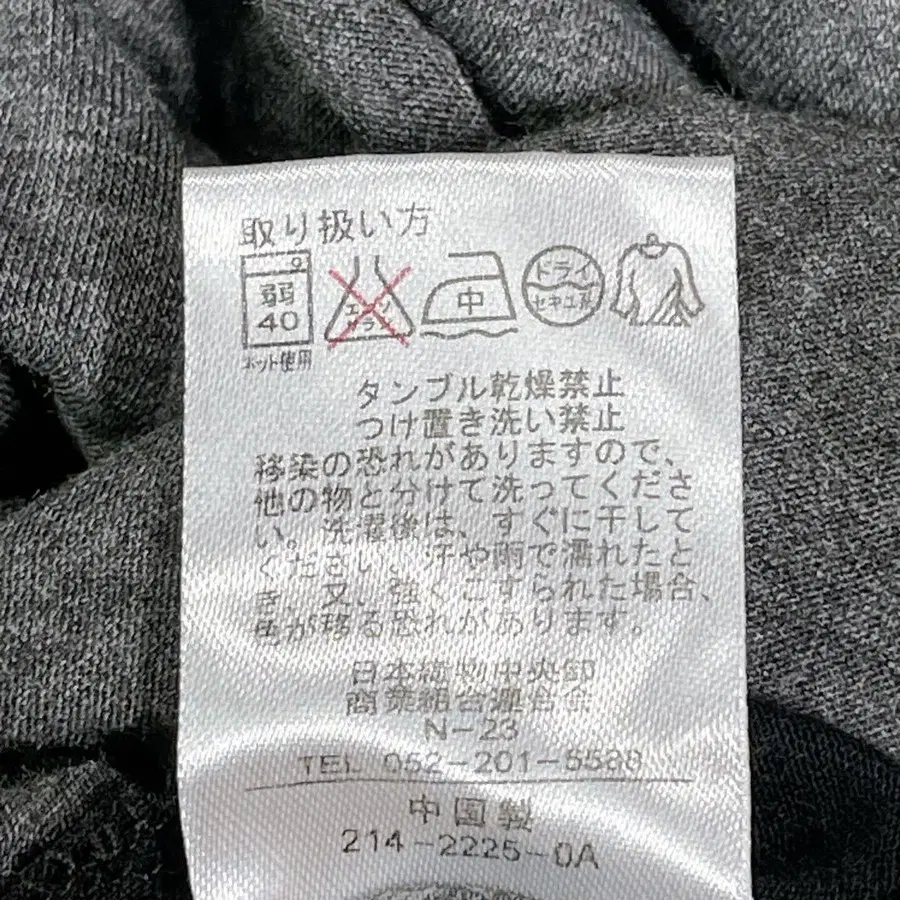 取り扱い方
弱
40
ネット使用
エンソ
サラシ
中
ドライ
セキユ系
タンブル乾燥禁止
つけ置き洗い禁止
移染の恐れがありますので、
他の物と分けて洗ってくださ
い。洗濯後は、すぐに干して
ください、汗や雨で濡れたと
き、又、強くこすられた場合、
色が移る恐れがあります。
日本織物中央卸
商業組合連合会
N-23
TEL 052-201-5588
中国製
214-2225-0A